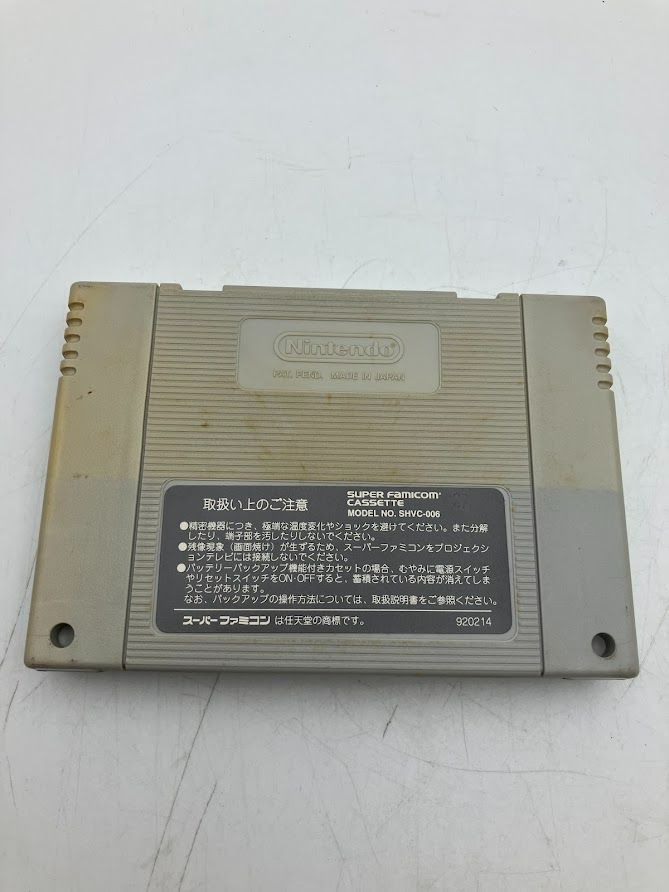 Nintendo®
PAT. PEND. MADE IN JAPAN
取扱い上のご注意
SUPER FAMICOM
CASSETTE
MODEL NO. SHVC-006
●精密機器につき、極端な温度変化やショックを避けてください。また分解
したり、端子部を汚したりしないでください。
●残像現象(画面焼け)が生ずるため、スーパーファミコンをプロジェクシ
ョンテレビには接続しないでください。
●バッテリーバックアップ機能付きカセットの場合、むやみに電源スイッチ
やリセットスイッチをON・OFFすると、蓄積されている内容が消えてしま
うことがあります。
なお、バックアップの操作方法については、取扱説明書をご参照ください。
スーパーファミコン は任天堂の商標です。
920214